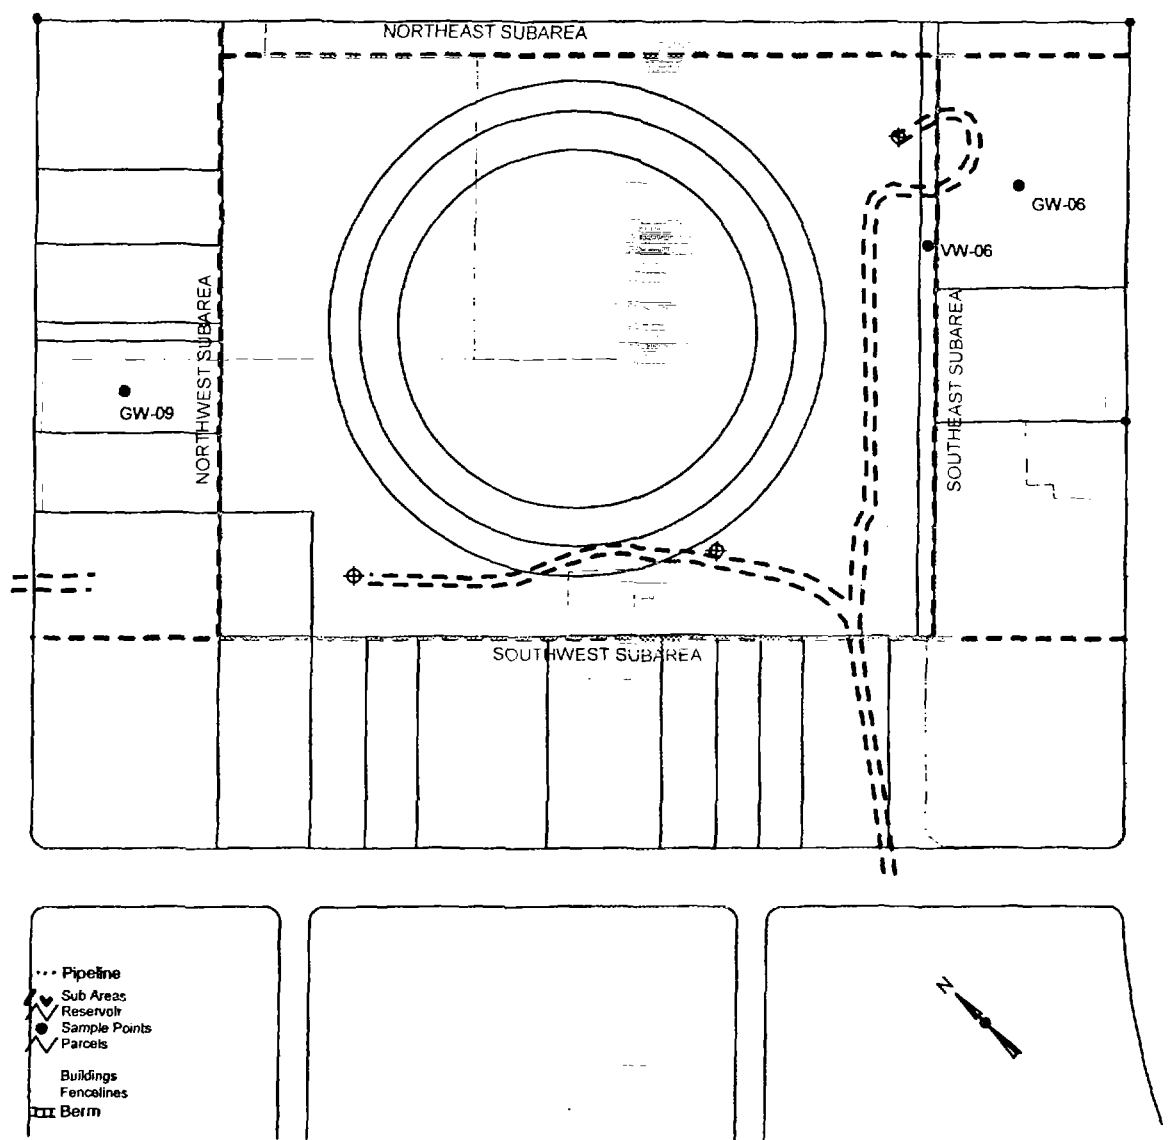 NORTHEAST SUBAREA
GW-06
VW-06
NORTHWEST SUBAREA
SOUTHEAST SUBAREA
GW-09
SOUTHWEST SUBAREA
Pipeline
Sub Areas
Reservoir
Sample Points
Parcels
Buildings
Fencelines
Berm
N